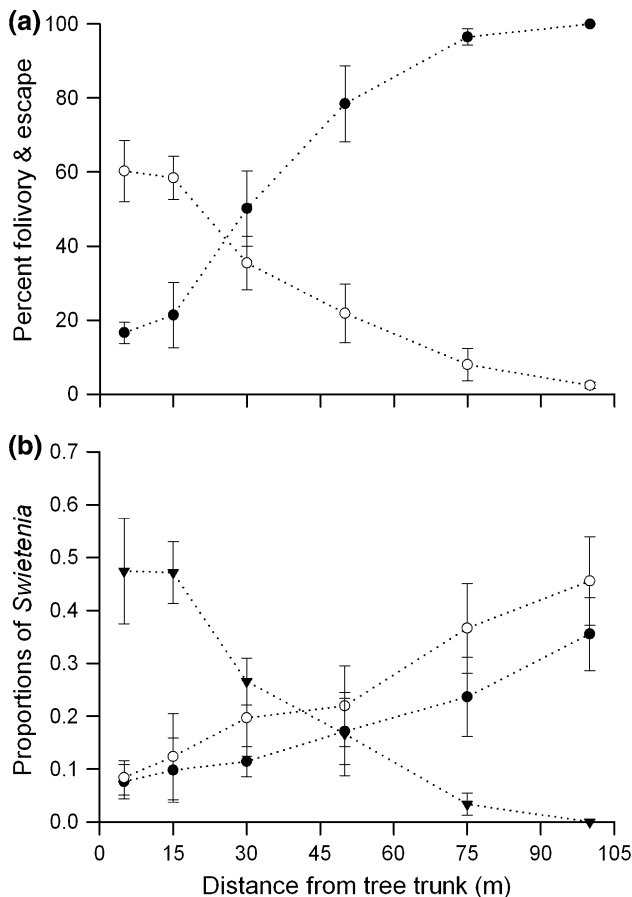 (a)
100
80
60
40
20
0
Percent folivory & escape
(b)
0.7
0.6
0.5
0.4
0.3
0.2
0.1
0.0
Proportions of Swietenia
0 15 30 45 60 75 90 105
Distance from tree trunk (m)